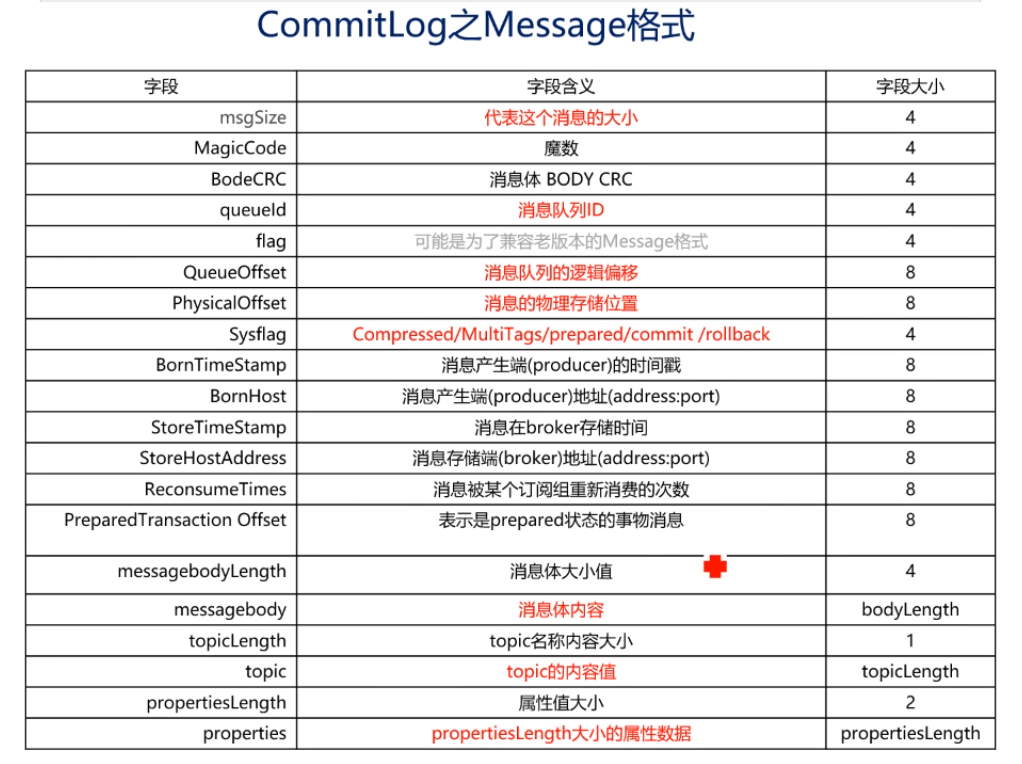 CommitLog之Message格式
字段 字段含义 字段大小
msgSize 代表这个消息的大小 4
MagicCode 魔数 4
BodeCRC 消息体 BODY CRC 4
queueId 消息队列ID 4
flag 可能是为了兼容老版本的Message格式 4
QueueOffset 消息队列的逻辑偏移 8
PhysicalOffset 消息的物理存储位置 8
Sysflag Compressed/MultiTags/prepared/commit /rollback 4
BornTimeStamp 消息产生端(producer)的时间戳 8
BornHost 消息产生端(producer)地址(address:port) 8
StoreTimeStamp 消息在broker存储时间 8
StoreHostAddress 消息存储端(broker)地址(address:port) 8
ReconsumeTimes 消息被某个订阅组重新消费的次数 8
PreparedTransaction Offset 表示是prepared状态的事物消息 8
messagebodyLength 消息体大小值 4
messagebody 消息体内容 bodyLength
topicLength topic名称内容大小 1
topic topic的内容值 topicLength
propertiesLength 属性值大小 2
properties propertiesLength大小的属性数据 propertiesLength